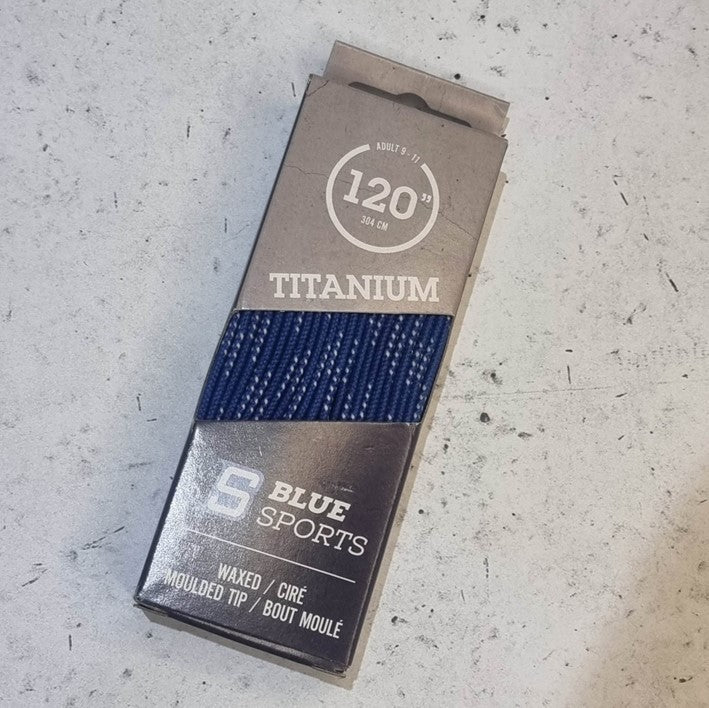 ADULT 9 - 11
120"
304 CM
TITANIUM
S BLUE
SPORTS
WAXED / CIRÉ
MOULDED TIP / BOUT MOULÉ